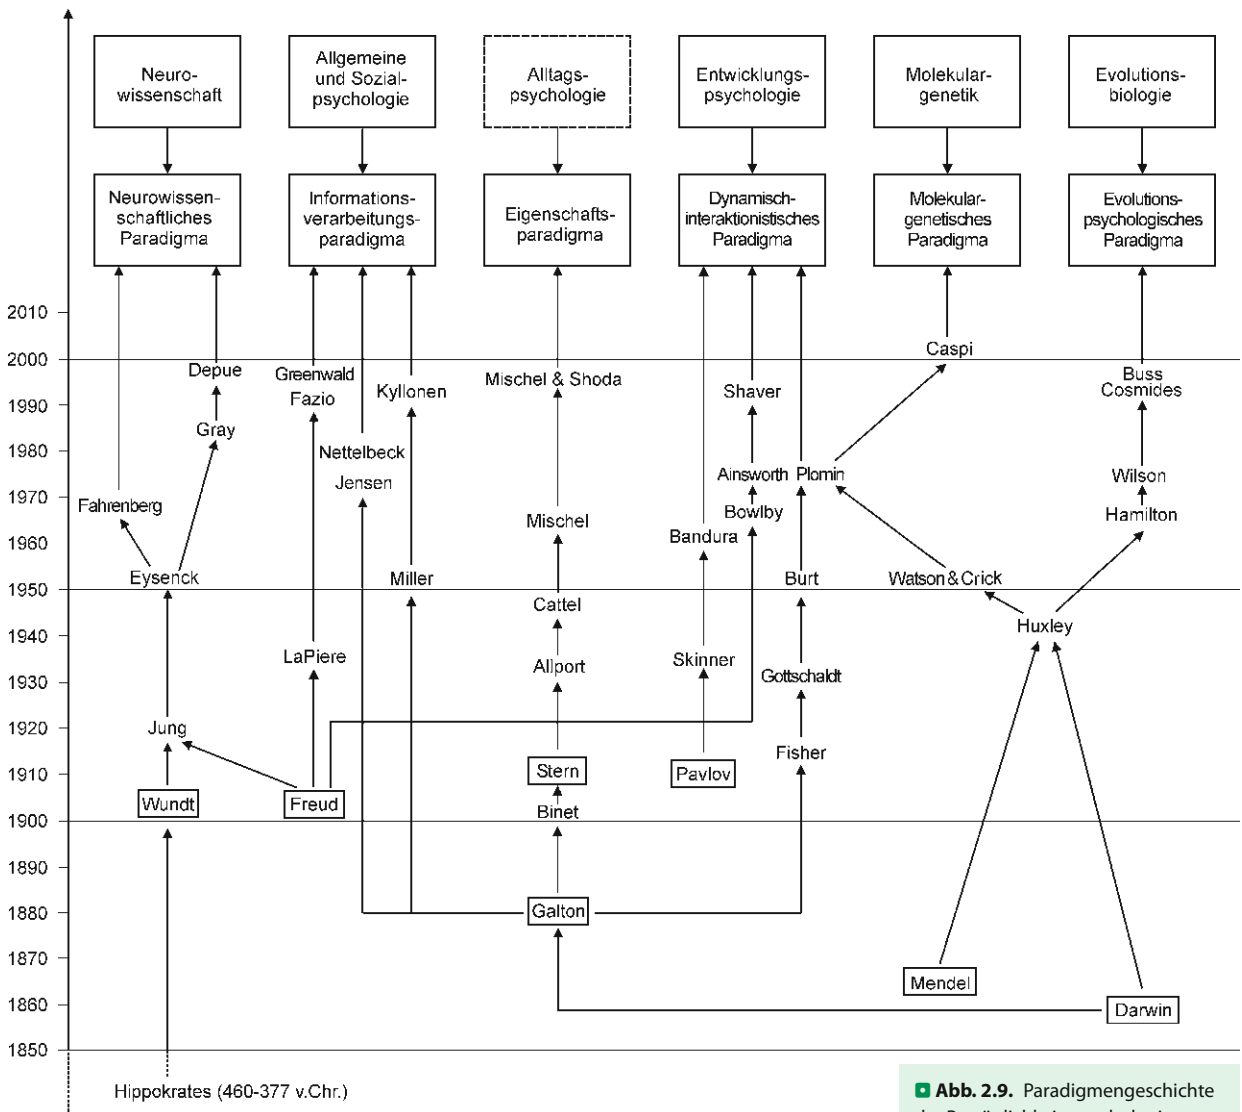 Neuro-
wissenschaft
Allgemeine
und Sozial-
psychologie
Alltags-
psychologie
Entwicklungs-
psychologie
Molekular-
genetik
Evolutions-
biologie
Neurowissen-
schaftliches
Paradigma
Informations-
verarbeitungs-
paradigma
Eigenschafts-
paradigma
Dynamisch-
interaktionistisches
Paradigma
Molekular-
genetisches
Paradigma
Evolutions-
psychologisches
Paradigma
2010
2000
1990
1980
1970
1960
1950
1940
1930
1920
1910
1900
1890
1880
1870
1860
1850
Caspi
Depue
Greenwald
Fazio
Kyllonen
Mischel & Shoda
Shaver
Buss
Cosmides
Gray
Nettelbeck
Jensen
Ainsworth
Plomin
Wilson
Fahrenberg
Mischel
Bowlby
Hamilton
Bandura
Eysenck
Miller
Burt
Watson & Crick
Cattel
Huxley
LaPiere
Allport
Skinner
Gottschaldt
Jung
Fisher
Stern
Pavlov
Wundt
Freud
Binet
Galton
Mendel
Darwin
Hippokrates (460-377 v.Chr.)
Abb. 2.9. Paradigmengeschichte